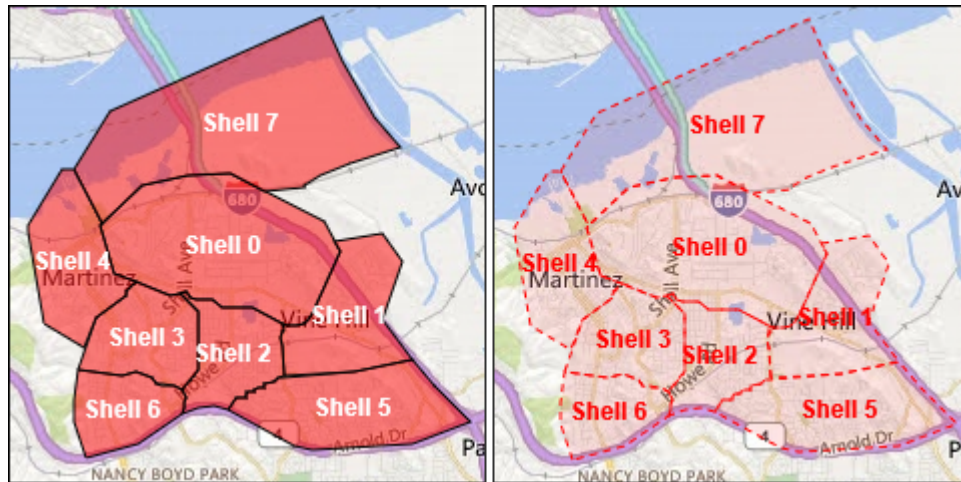 Shell 7
Avo
680
Shell 0
Shell Ave
Shell 4
Martinez
Shell 1
Vine Hill
Shell 3
Shell 2
Howe Rd
Shell 6
Shell 5
4
Arnold Dr
Pa
NANCY BOYD PARK
Shell 7
Avo
680
Shell 0
Shell Ave
Shell 4
Martinez
Shell 1
Vine Hill
Shell 3
Shell 2
Howe Rd
Shell 6
Shell 5
4
Arnold Dr
Pa
NANCY BOYD PARK